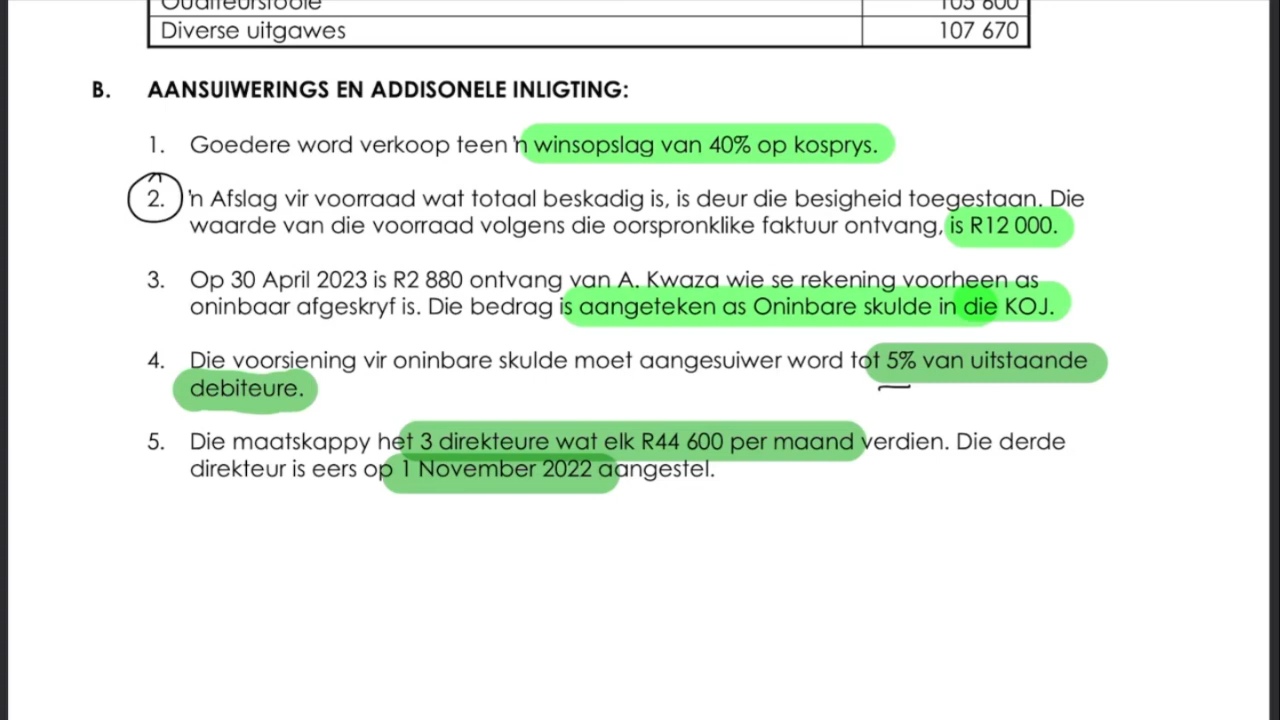 Ouditeursfooie 105 600
Diverse uitgawes 107 670
B. AANSUIWERINGS EN ADDISONELE INLIGTING:
1. Goedere word verkoop teen 'n winsopslag van 40% op kosprys.
2. 'n Afslag vir voorraad wat totaal beskadig is, is deur die besigheid toegestaan. Die
waarde van die voorraad volgens die oorspronklike faktuur ontvang, is R12 000.
3. Op 30 April 2023 is R2 880 ontvang van A. Kwaza wie se rekening voorheen as
oninbaar afgeskryf is. Die bedrag is aangeteken as Oninbare skulde in die KOJ.
4. Die voorsiening vir oninbare skulde moet aangesuiwer word tot 5% van uitstaande
debiteure.
5. Die maatskappy het 3 direkteure wat elk R44 600 per maand verdien. Die derde
direkteur is eers op 1 November 2022 aangestel.